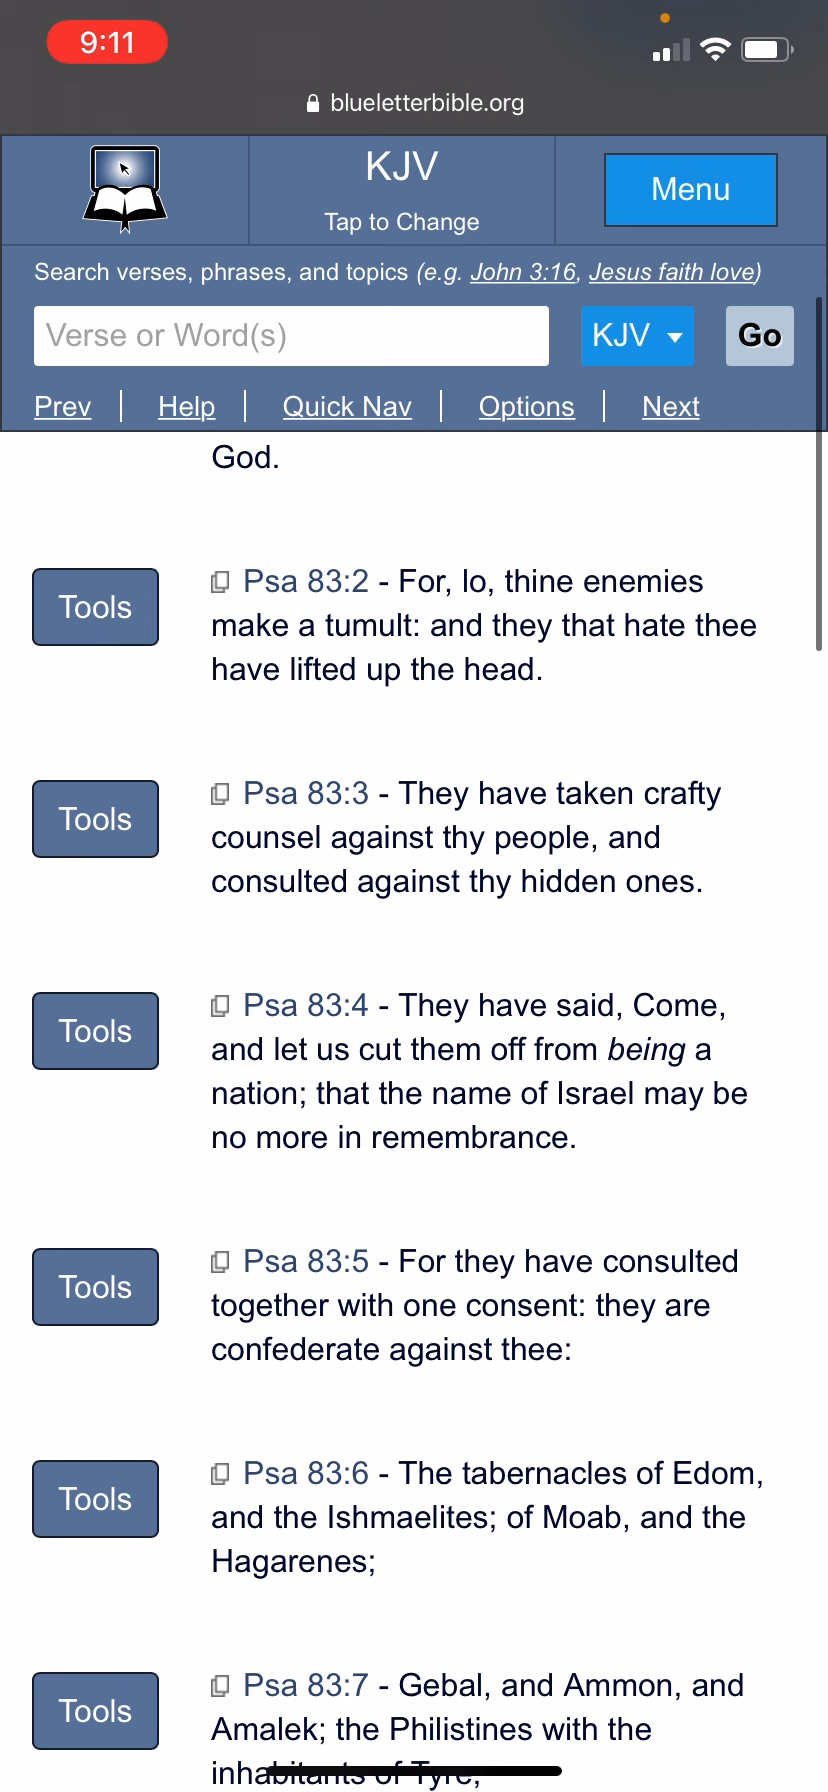 9:11
blueletterbible.org
KJV
Tap to Change
Menu
Search verses, phrases, and topics (e.g. John 3:16, Jesus faith love)
Verse or Word(s)
KJV
Go
Prev | Help | Quick Nav | Options | Next
God.
Tools
Psa 83:2 - For, lo, thine enemies
make a tumult: and they that hate thee
have lifted up the head.
Tools
Psa 83:3 - They have taken crafty
counsel against thy people, and
consulted against thy hidden ones.
Tools
Psa 83:4 - They have said, Come,
and let us cut them off from being a
nation; that the name of Israel may be
no more in remembrance.
Tools
Psa 83:5 - For they have consulted
together with one consent: they are
confederate against thee:
Tools
Psa 83:6 - The tabernacles of Edom,
and the Ishmaelites; of Moab, and the
Hagarenes;
Tools
Psa 83:7 - Gebal, and Ammon, and
Amalek; the Philistines with the
inhabitants of Tyre;